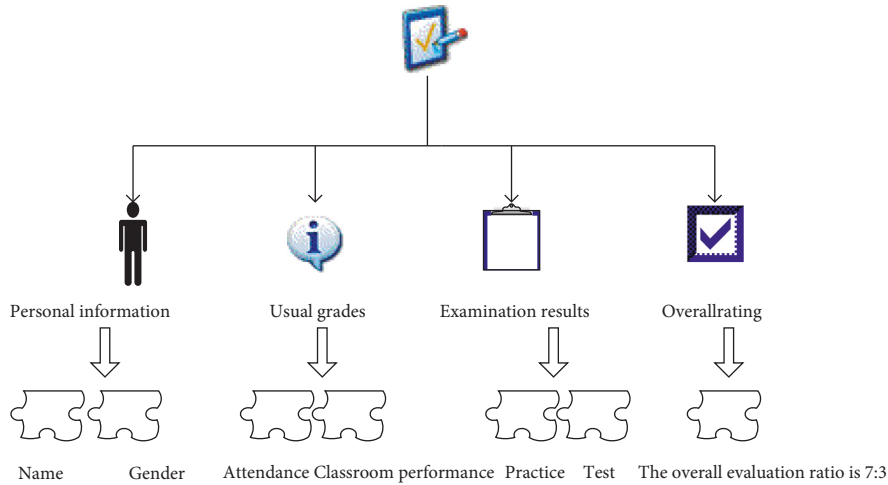 Personal information
Usual grades
Examination results
Overallrating
Name
Gender
Attendance
Classroom performance
Practice
Test
The overall evaluation ratio is 7:3